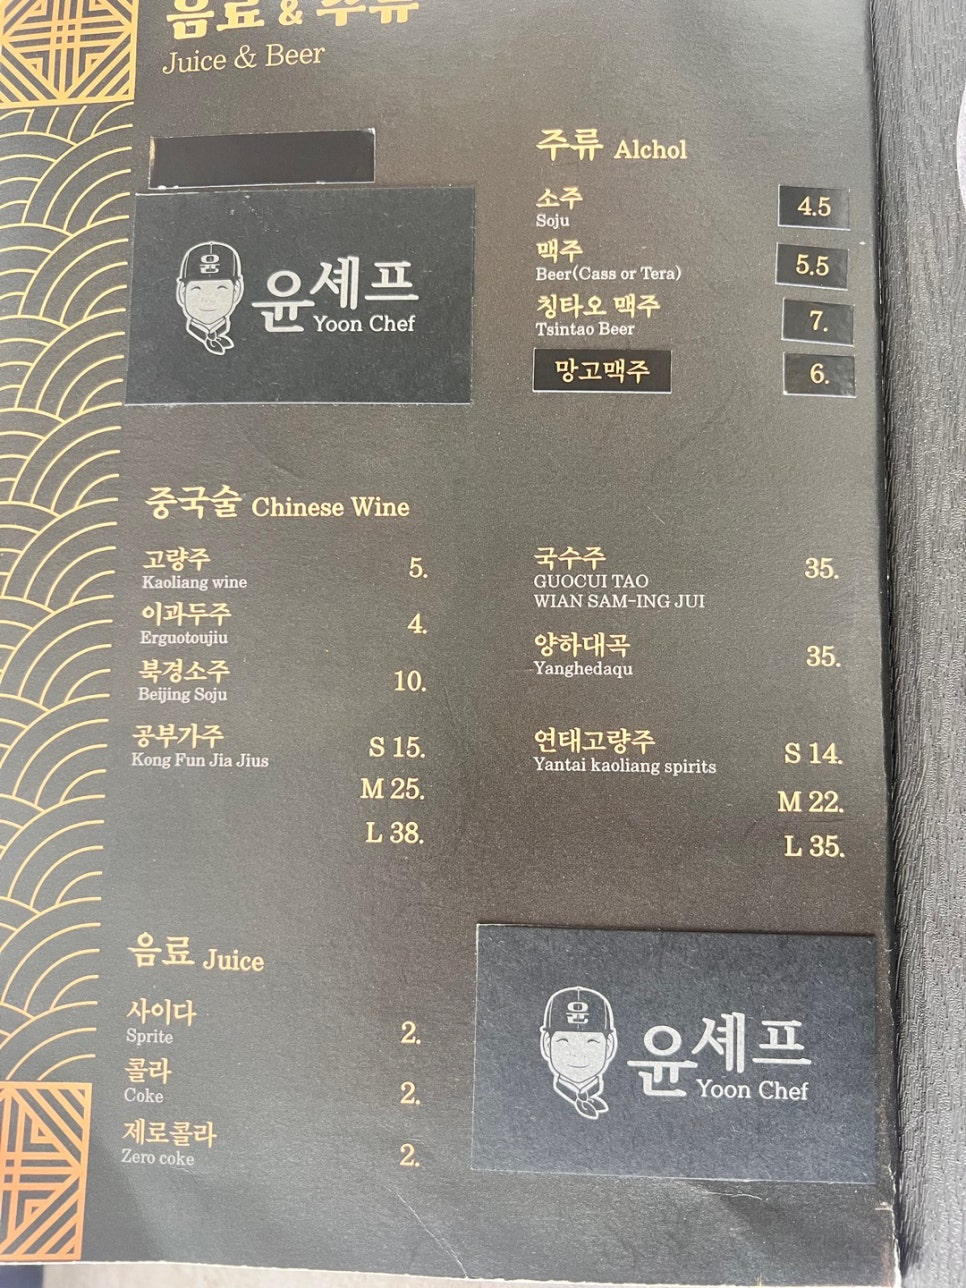 음료 & 주류
Juice & Beer
윤
윤셰프
Yoon Chef
주류 Alchol
소주 4.5
Soju
맥주 5.5
Beer(Cass or Tera)
칭타오 맥주 7.
Tsintao Beer
망고맥주 6.
중국술 Chinese Wine
고량주 5.
Kaoliang wine
이과두주 4.
Erguotoujiu
북경소주 10.
Beijing Soju
공부가주 S 15.
Kong Fun Jia Jius
M 25.
L 38.
국수주 35.
GUOCUI TAO
WIAN SAM-ING JUI
양하대곡 35.
Yanghedaqu
연태고량주 S 14.
Yantai kaoliang spirits
M 22.
L 35.
음료 Juice
사이다 2.
Sprite
콜라 2.
Coke
제로콜라 2.
Zero coke
윤
윤셰프
Yoon Chef